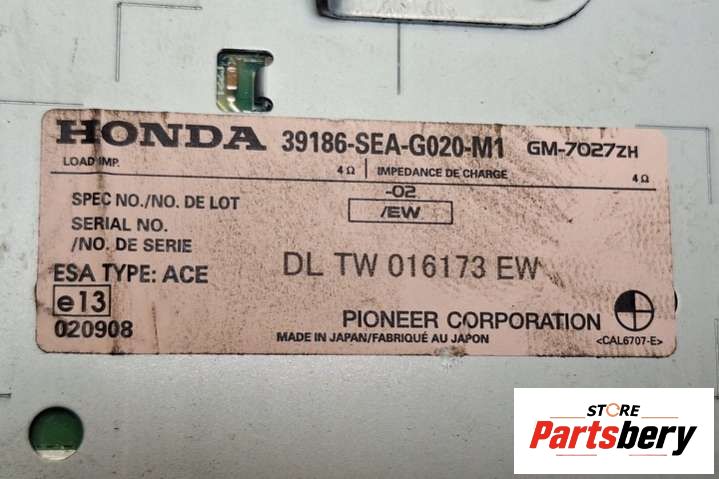 HONDA 39186-SEA-G020-M1 GM-7027ZH
LOAD IMP. 4Ω IMPEDANCE DE CHARGE 4Ω
SPEC NO./NO. DE LOT -02
/EW
SERIAL NO.
/NO. DE SERIE DL TW 016173 EW
ESA TYPE: ACE
e13
020908 PIONEER CORPORATION
MADE IN JAPAN/FABRIQUÉ AU JAPON <CAL6707-E>
STORE
Partsbery